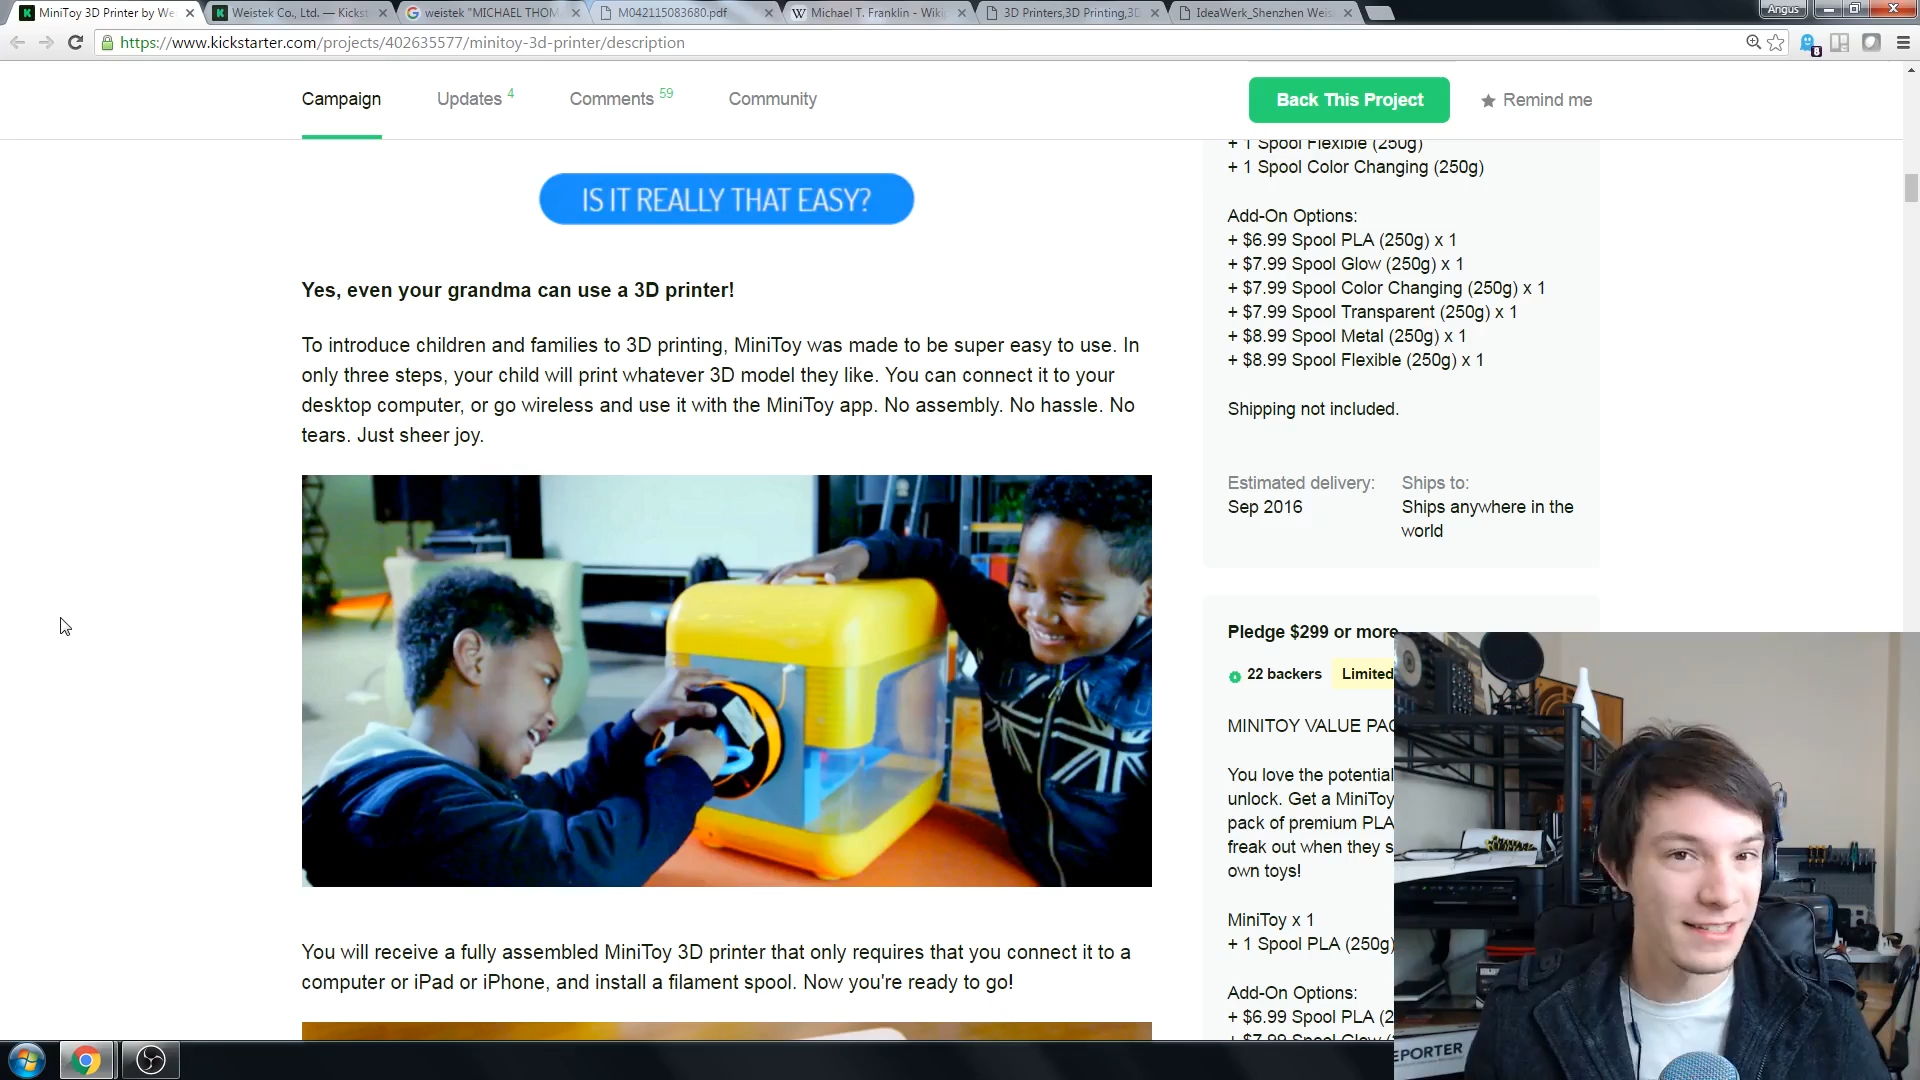 MiniToy 3D Printer by We
Weistek Co., Ltd. — Kickst
weistek "MICHAEL THOM
M042115083680.pdf
Michael T. Franklin - Wiki
3D Printers,3D Printing,3D
IdeaWerk_Shenzhen Weis
Angus
https://www.kickstarter.com/projects/402635577/minitoy-3d-printer/description
8
Campaign
Updates 4
Comments 59
Community
Back This Project
Remind me
IS IT REALLY THAT EASY?
Yes, even your grandma can use a 3D printer!
To introduce children and families to 3D printing, MiniToy was made to be super easy to use. In
only three steps, your child will print whatever 3D model they like. You can connect it to your
desktop computer, or go wireless and use it with the MiniToy app. No assembly. No hassle. No
tears. Just sheer joy.
You will receive a fully assembled MiniToy 3D printer that only requires that you connect it to a
computer or iPad or iPhone, and install a filament spool. Now you're ready to go!
+ 1 Spool Flexible (250g)
+ 1 Spool Color Changing (250g)
Add-On Options:
+ $6.99 Spool PLA (250g) x 1
+ $7.99 Spool Glow (250g) x 1
+ $7.99 Spool Color Changing (250g) x 1
+ $7.99 Spool Transparent (250g) x 1
+ $8.99 Spool Metal (250g) x 1
+ $8.99 Spool Flexible (250g) x 1
Shipping not included.
Estimated delivery:
Sep 2016
Ships to:
Ships anywhere in the
world
Pledge $299 or more
22 backers Limited
MINITOY VALUE PAC
You love the potential
unlock. Get a MiniToy
pack of premium PLA
freak out when they s
own toys!
MiniToy x 1
+ 1 Spool PLA (250g)
Add-On Options:
+ $6.99 Spool PLA (2
+ $7.99 Spool Glow (
EPORTER